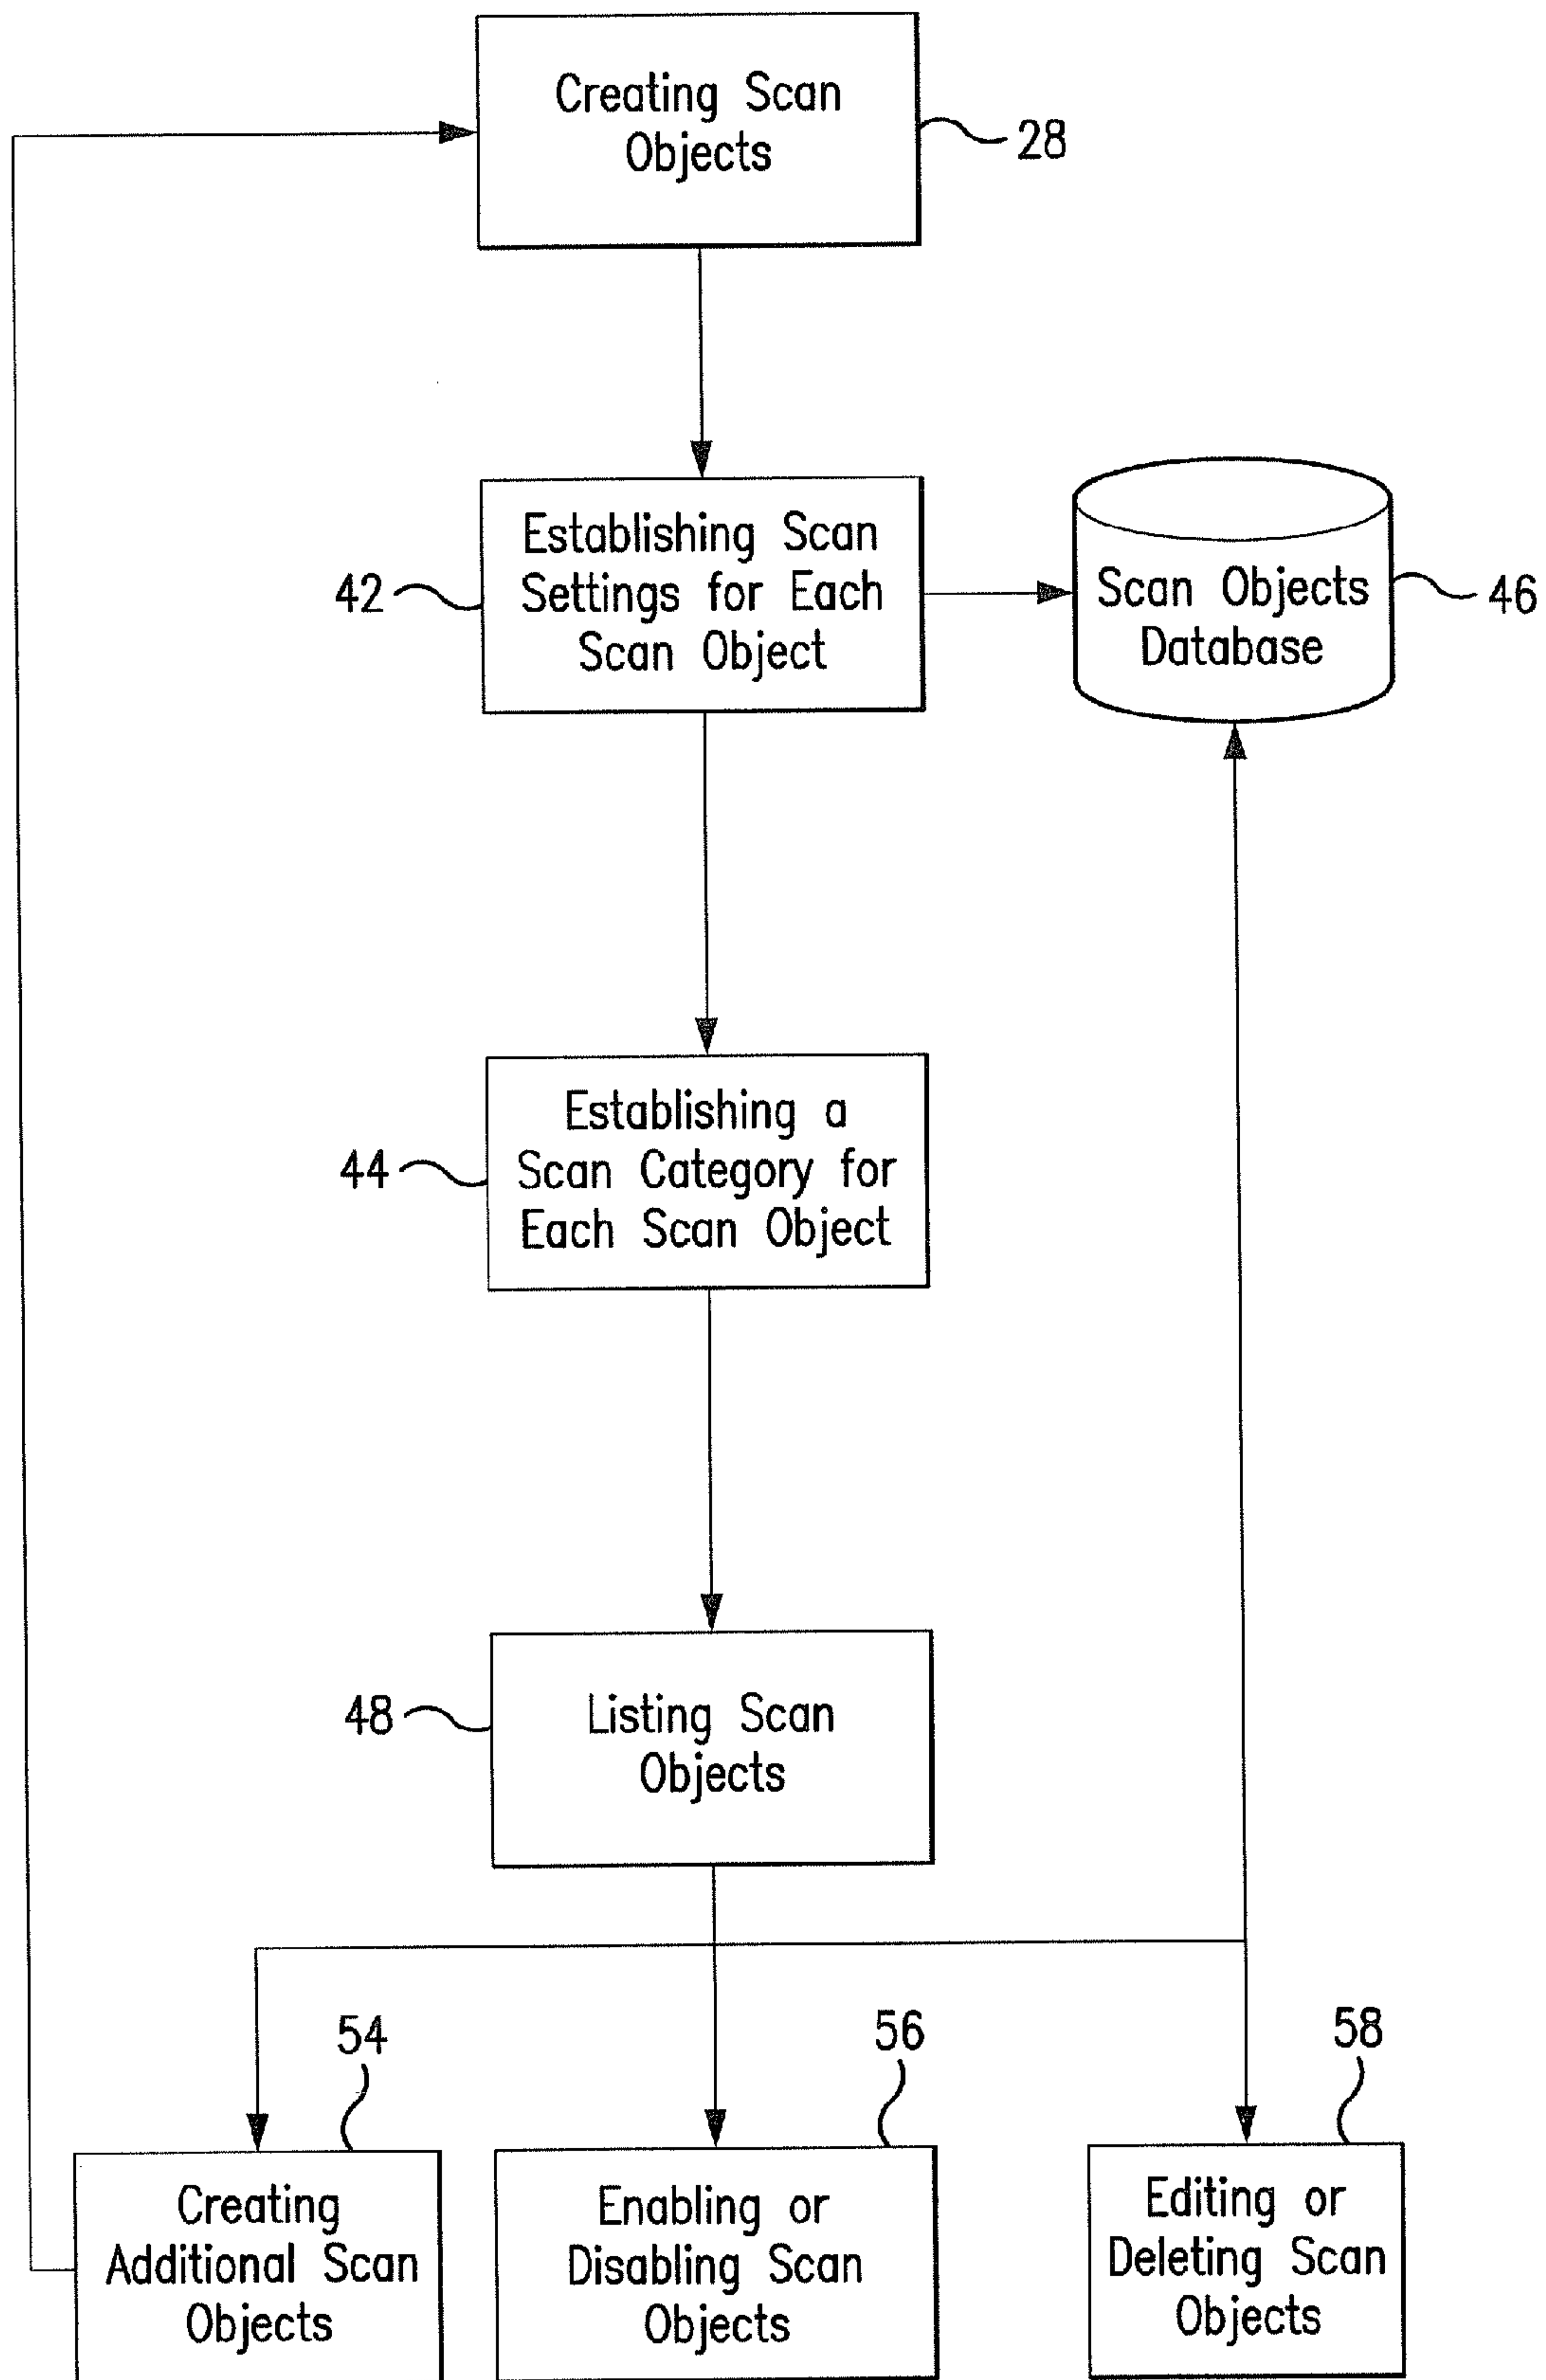 Creating Scan
Objects
28
Establishing Scan
Settings for Each
Scan Object
42
Scan Objects
Database
46
Establishing a
Scan Category for
Each Scan Object
44
Listing Scan
Objects
48
54
56
58
Creating
Additional Scan
Objects
Enabling or
Disabling Scan
Objects
Editing or
Deleting Scan
Objects